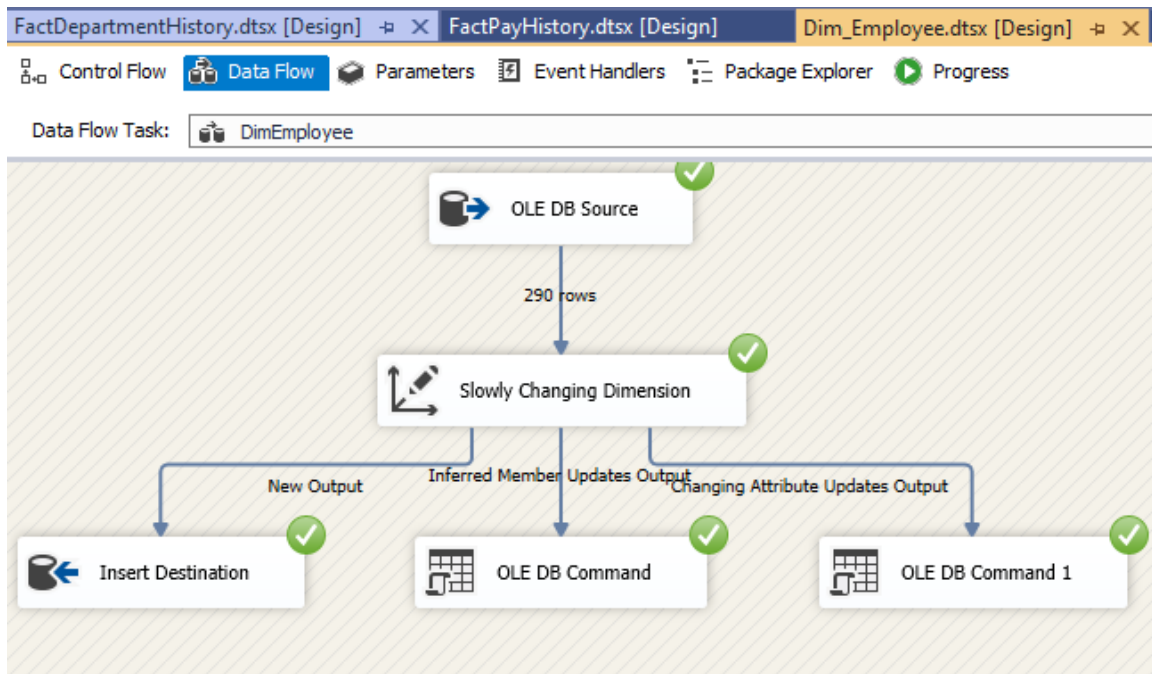 FactDepartmentHistory.dtsx [Design] FactPayHistory.dtsx [Design] Dim_Employee.dtsx [Design]
Control Flow Data Flow Parameters Event Handlers Package Explorer Progress
Data Flow Task: DimEmployee
OLE DB Source
290 rows
Slowly Changing Dimension
New Output Inferred Member Updates Output Changing Attribute Updates Output
Insert Destination OLE DB Command OLE DB Command 1